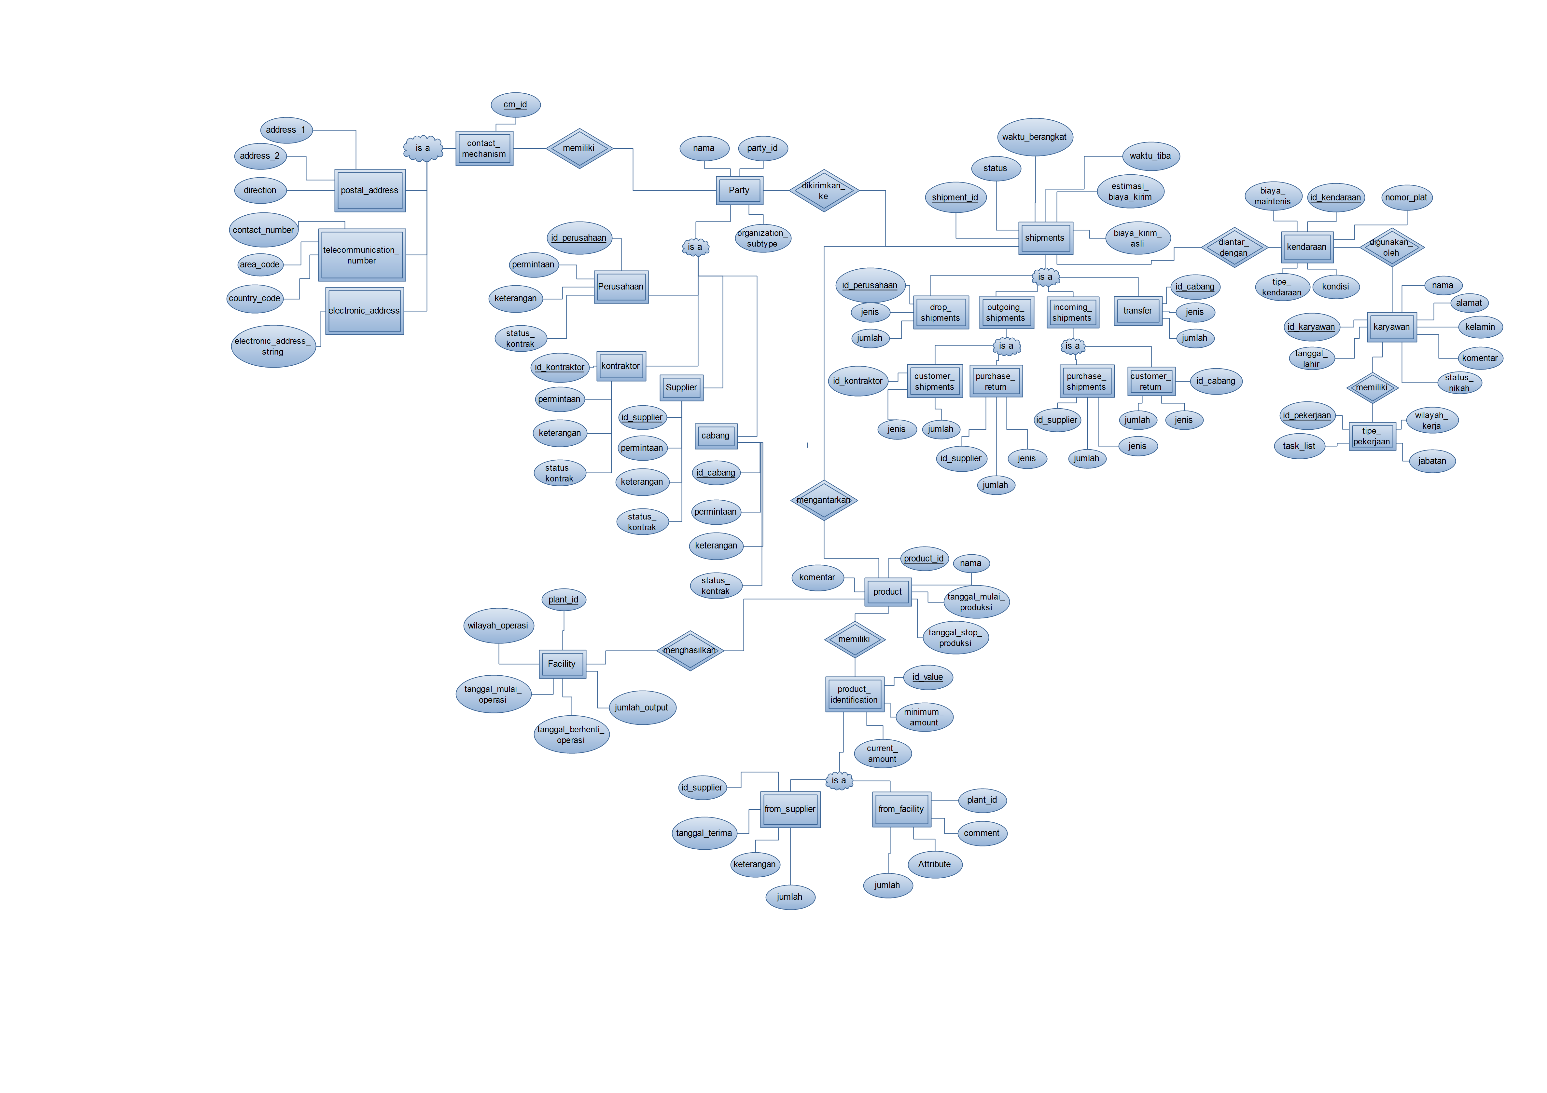 cm_id
address_1
address_2
direction
postal_address
is a
contact_
mechanism
memiliki
contact_number
area_code
country_code
telecommunication_
number
electronic_address
electronic_address_
string
nama
party_id
Party
organization_
subtype
dikirimkan_
ke
is a
id_perusahaan
permintaan
keterangan
status_
kontrak
Perusahaan
id_kontraktor
kontraktor
permintaan
keterangan
status_
kontrak
Supplier
id_supplier
permintaan
keterangan
status_
kontrak
cabang
id_cabang
permintaan
keterangan
status_
kontrak
waktu_berangkat
status
shipment_id
waktu_tiba
estimasi_
biaya_kirim
biaya_kirim_
asli
shipments
is a
id_perusahaan
jenis
jumlah
drop_
shipments
outgoing_
shipments
incoming_
shipments
transfer
id_cabang
jenis
jumlah
is a
is a
id_kontraktor
customer_
shipments
jenis
jumlah
purchase_
return
id_supplier
jenis
jumlah
purchase_
shipments
id_supplier
jumlah
jenis
customer_
return
id_cabang
jumlah
jenis
diantar_
dengan
biaya_
maintenis
id_kendaraan
nomor_plat
kendaraan
tipe_
kendaraan
kondisi
digunakan_
oleh
nama
alamat
kelamin
komentar
status_
nikah
id_karyawan
tanggal_
lahir
karyawan
memiliki
id_pekerjaan
task_list
tipe_
pekerjaan
wilayah_
kerja
jabatan
mengantarkan
product_id
nama
komentar
product
tanggal_mulai_
produksi
tanggal_stop_
produksi
memiliki
plant_id
wilayah_operasi
Facility
menghasilkan
tanggal_mulai_
operasi
tanggal_berhenti_
operasi
jumlah_output
product_
identification
id_value
minimum
amount
current_
amount
is a
id_supplier
tanggal_terima
keterangan
jumlah
from_supplier
from_facility
plant_id
comment
Attribute
jumlah